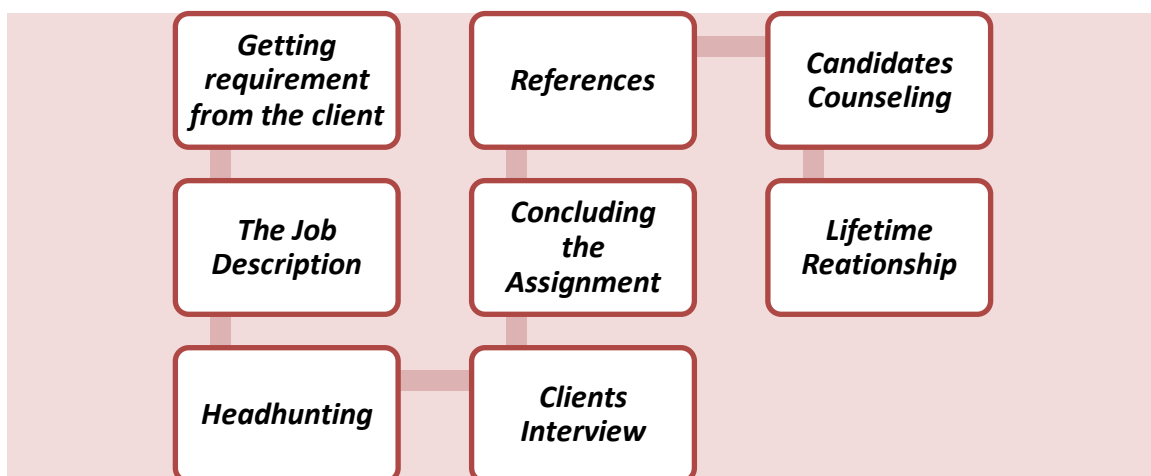 Getting
requirement
from the client
The Job
Description
Headhunting
Clients
Interview
Concluding
the
Assignment
References
Candidates
Counseling
Lifetime
Reationship